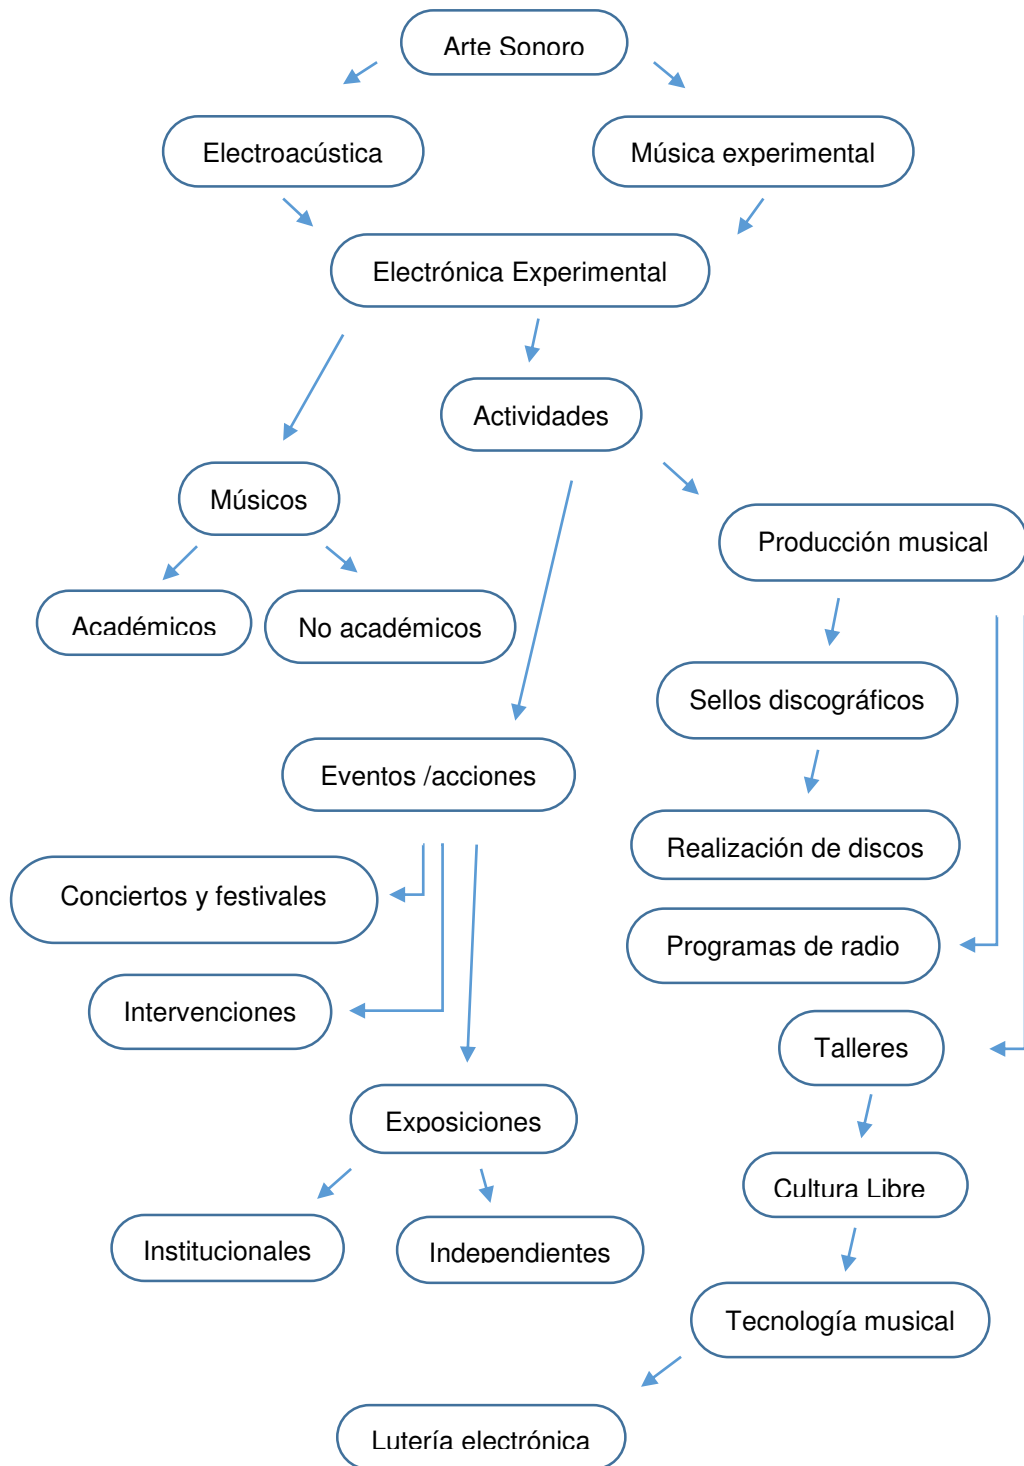 Arte Sonoro
Electroacústica
Música experimental
Electrónica Experimental
Actividades
Músicos
Producción musical
Académicos
No académicos
Sellos discográficos
Eventos /acciones
Realización de discos
Conciertos y festivales
Programas de radio
Intervenciones
Talleres
Exposiciones
Cultura Libre
Institucionales
Independientes
Tecnología musical
Lutería electrónica